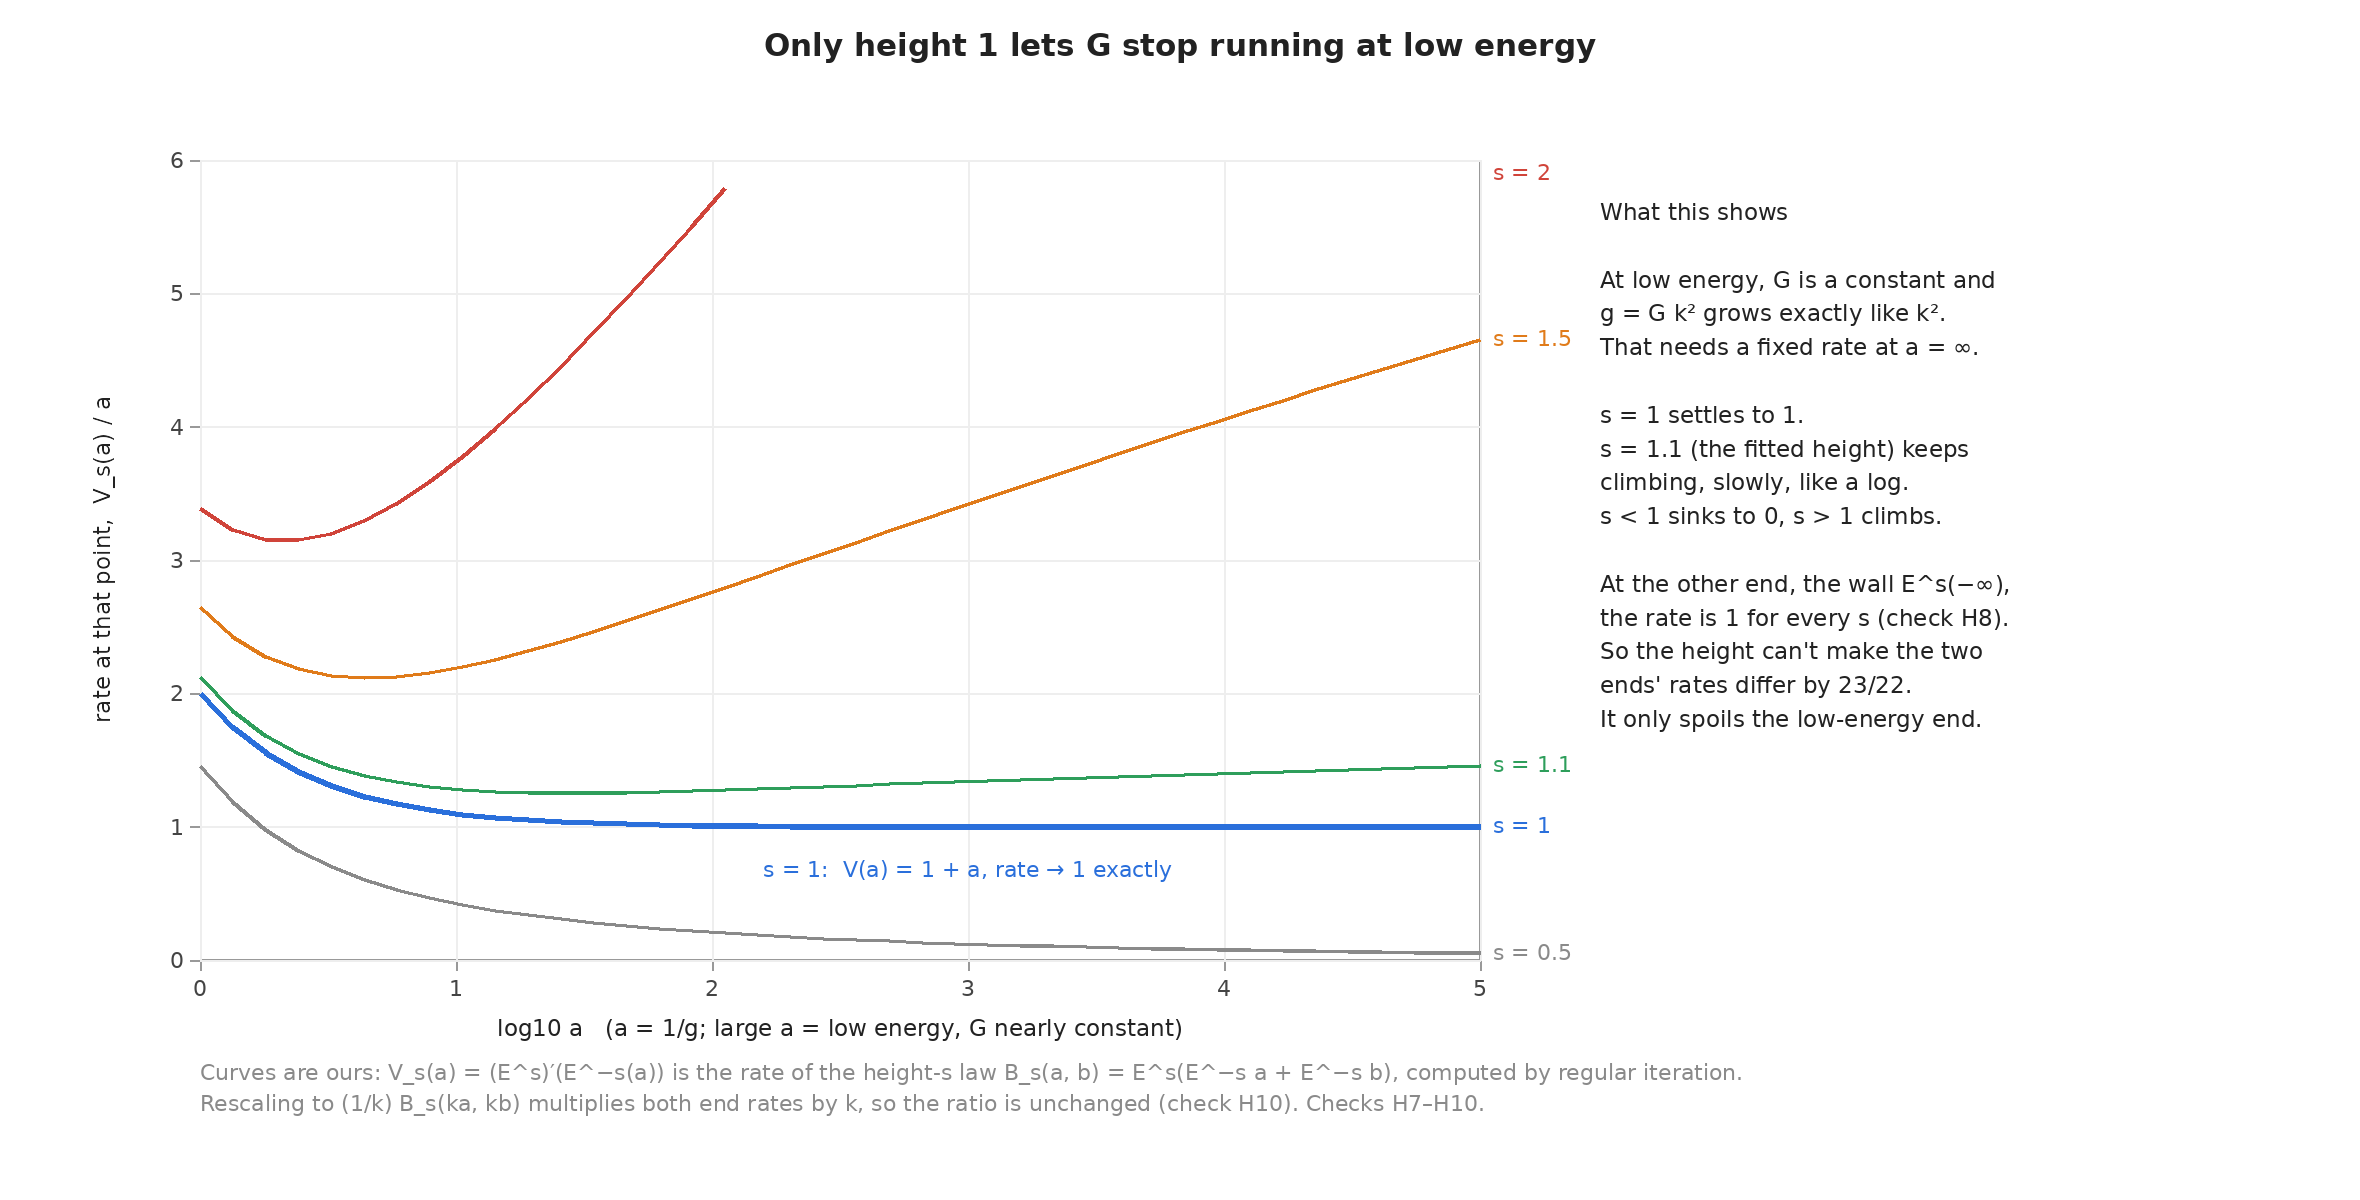 Only height 1 lets G stop running at low energy
6
5
4
3
2
1
0
rate at that point, V_s(a) / a
0
1
2
3
4
5
log10 a (a = 1/g; large a = low energy, G nearly constant)
s = 2
s = 1.5
s = 1.1
s = 1
s = 0.5
s = 1: V(a) = 1 + a, rate → 1 exactly
What this shows
At low energy, G is a constant and
g = G k² grows exactly like k².
That needs a fixed rate at a = ∞.
s = 1 settles to 1.
s = 1.1 (the fitted height) keeps
climbing, slowly, like a log.
s < 1 sinks to 0, s > 1 climbs.
At the other end, the wall E^s(−∞),
the rate is 1 for every s (check H8).
So the height can't make the two
ends' rates differ by 23/22.
It only spoils the low-energy end.
Curves are ours: V_s(a) = (E^s)′(E^−s(a)) is the rate of the height-s law B_s(a, b) = E^s(E^−s a + E^−s b), computed by regular iteration.
Rescaling to (1/k) B_s(ka, kb) multiplies both end rates by k, so the ratio is unchanged (check H10). Checks H7–H10.